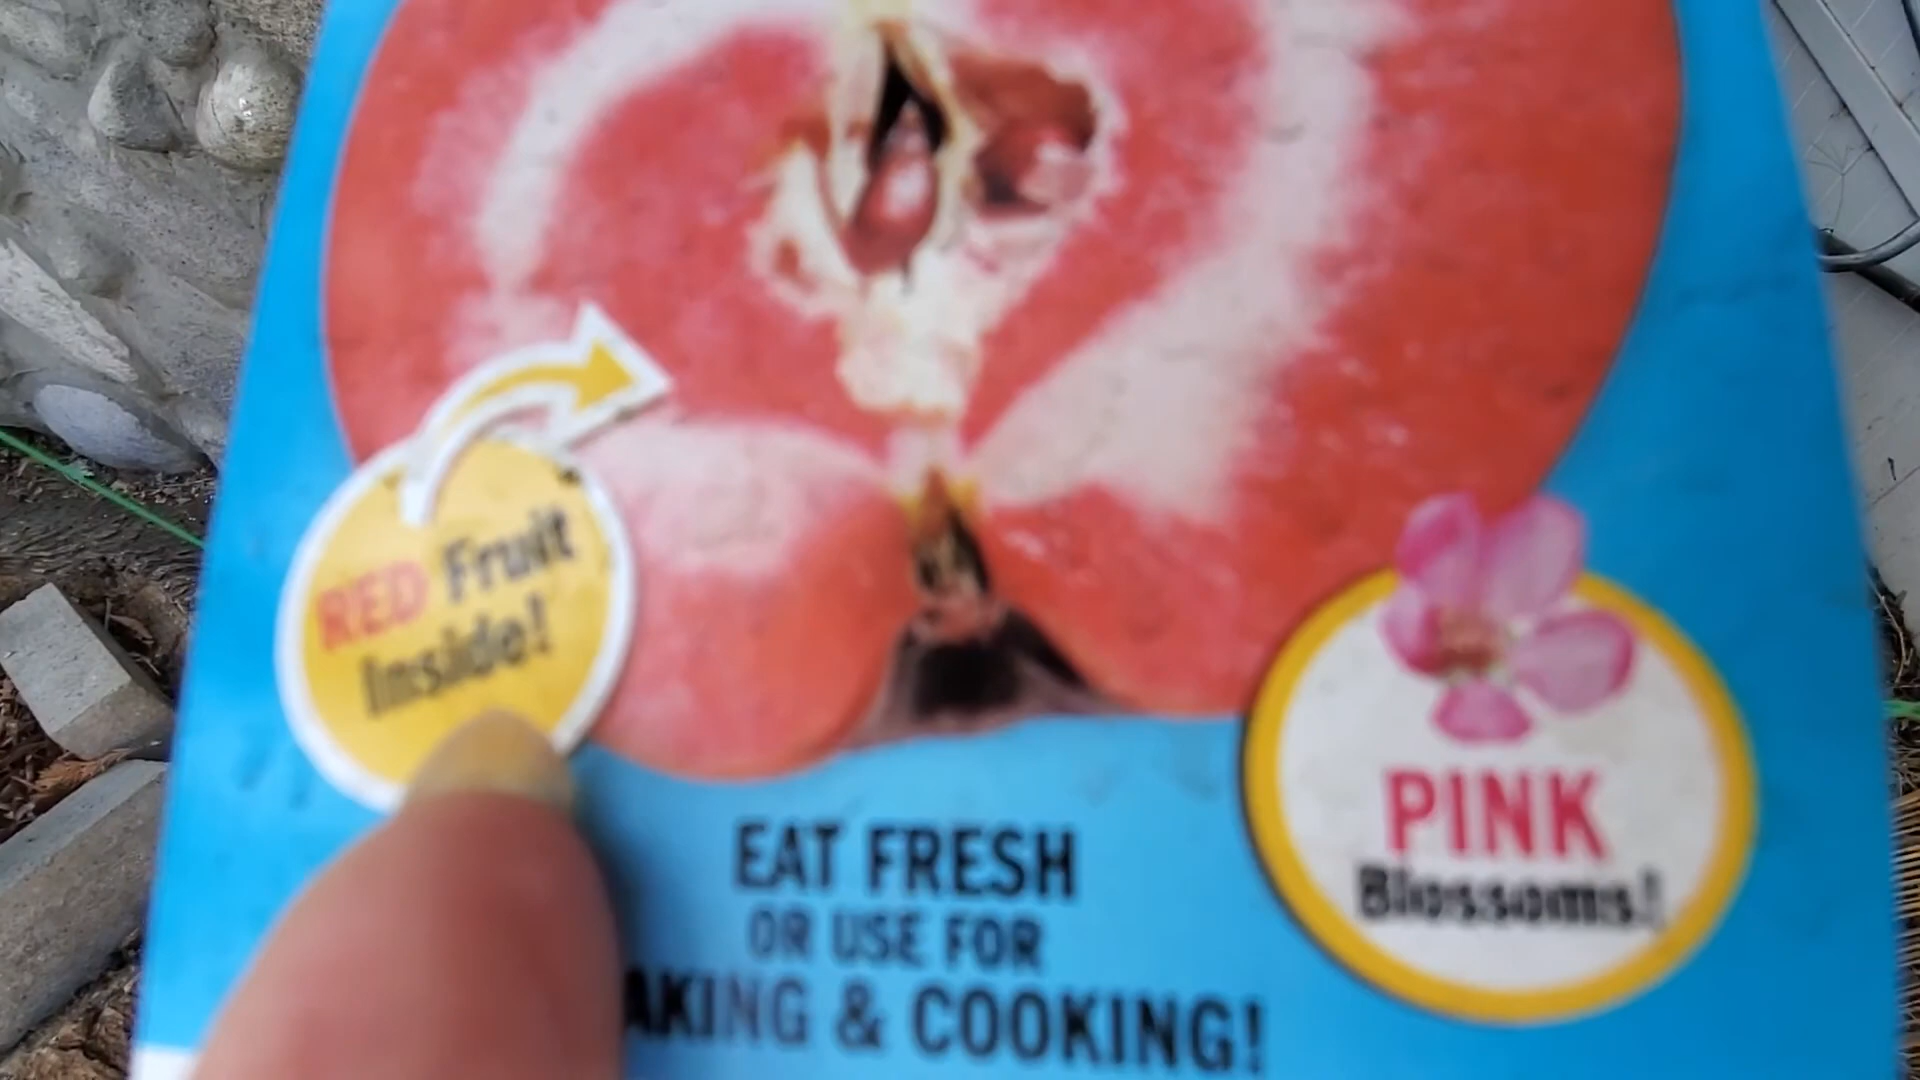 RED Fruit
Inside!
EAT FRESH
OR USE FOR
AKING & COOKING!
PINK
Blossoms!